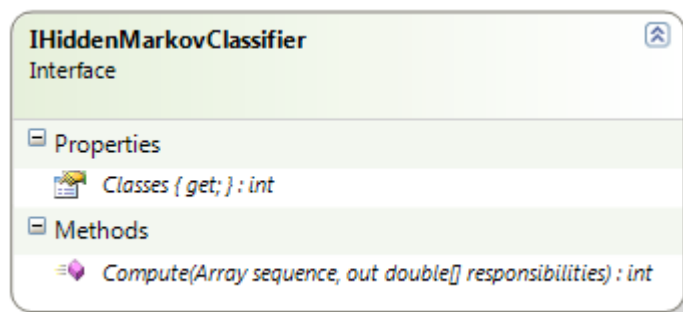 IHiddenMarkovClassifier
Interface
Properties
Classes { get; } : int
Methods
Compute(Array sequence, out double[] responsibilities) : int